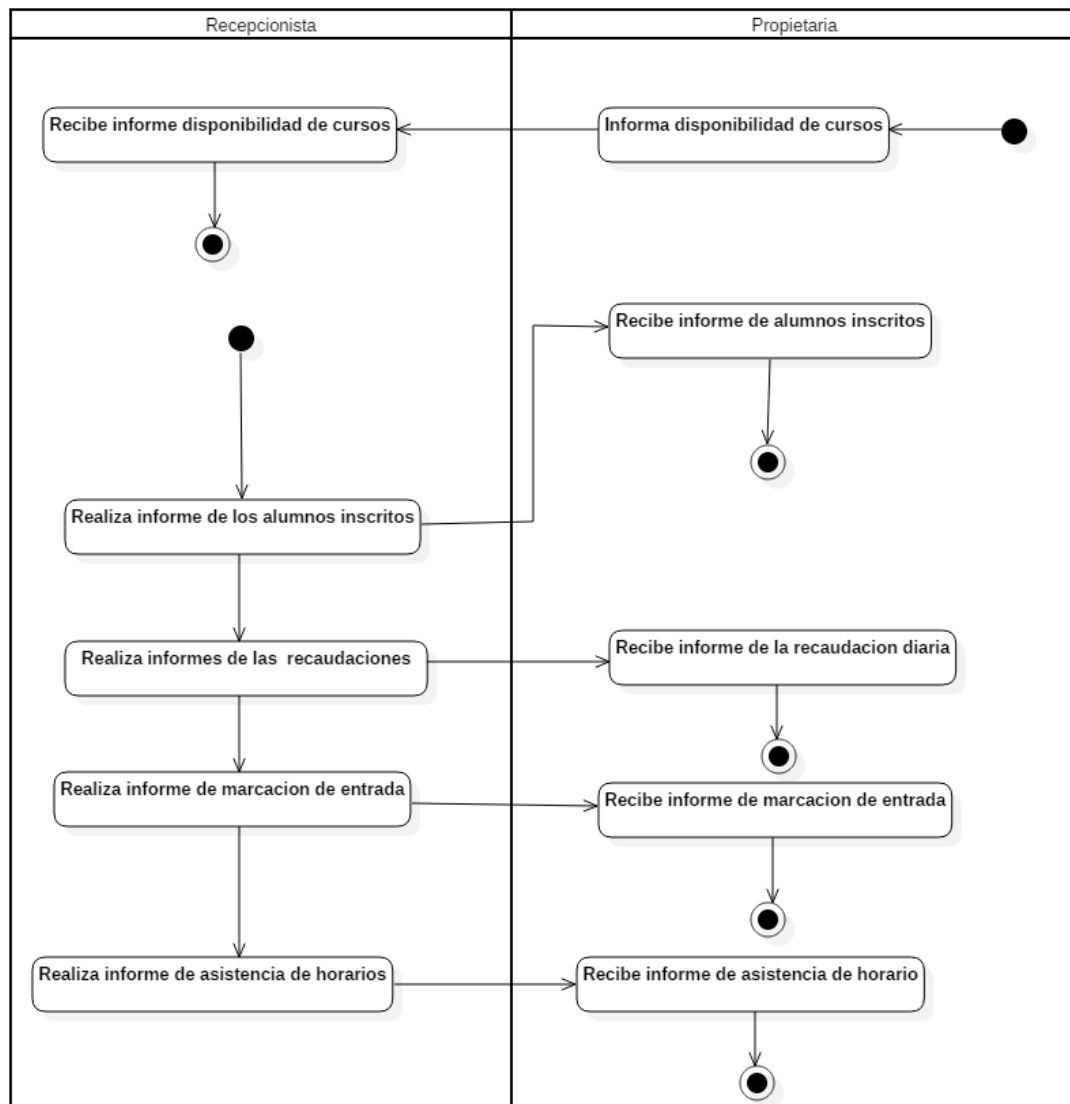 Recepcionista
Propietaria
Recibe informe disponibilidad de cursos
Informa disponibilidad de cursos
Recibe informe de alumnos inscritos
Realiza informe de los alumnos inscritos
Realiza informes de las recaudaciones
Recibe informe de la recaudacion diaria
Realiza informe de marcacion de entrada
Recibe informe de marcacion de entrada
Realiza informe de asistencia de horarios
Recibe informe de asistencia de horario